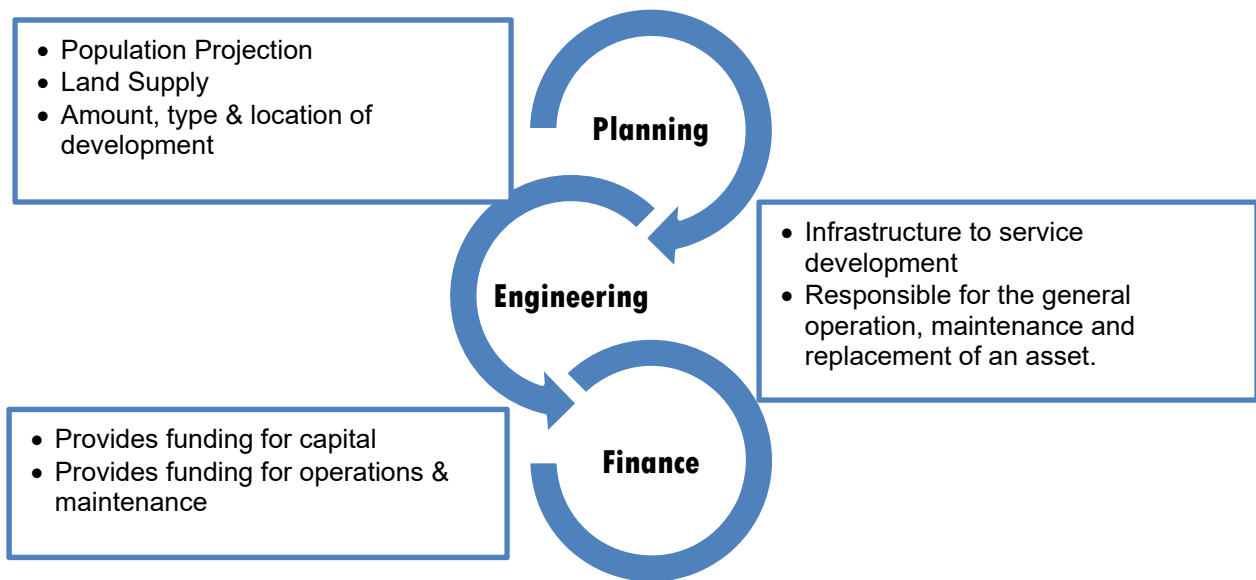 • Population Projection
• Land Supply
• Amount, type & location of
development
Planning
Engineering
• Infrastructure to service
development
• Responsible for the general
operation, maintenance and
replacement of an asset.
• Provides funding for capital
• Provides funding for operations &
maintenance
Finance